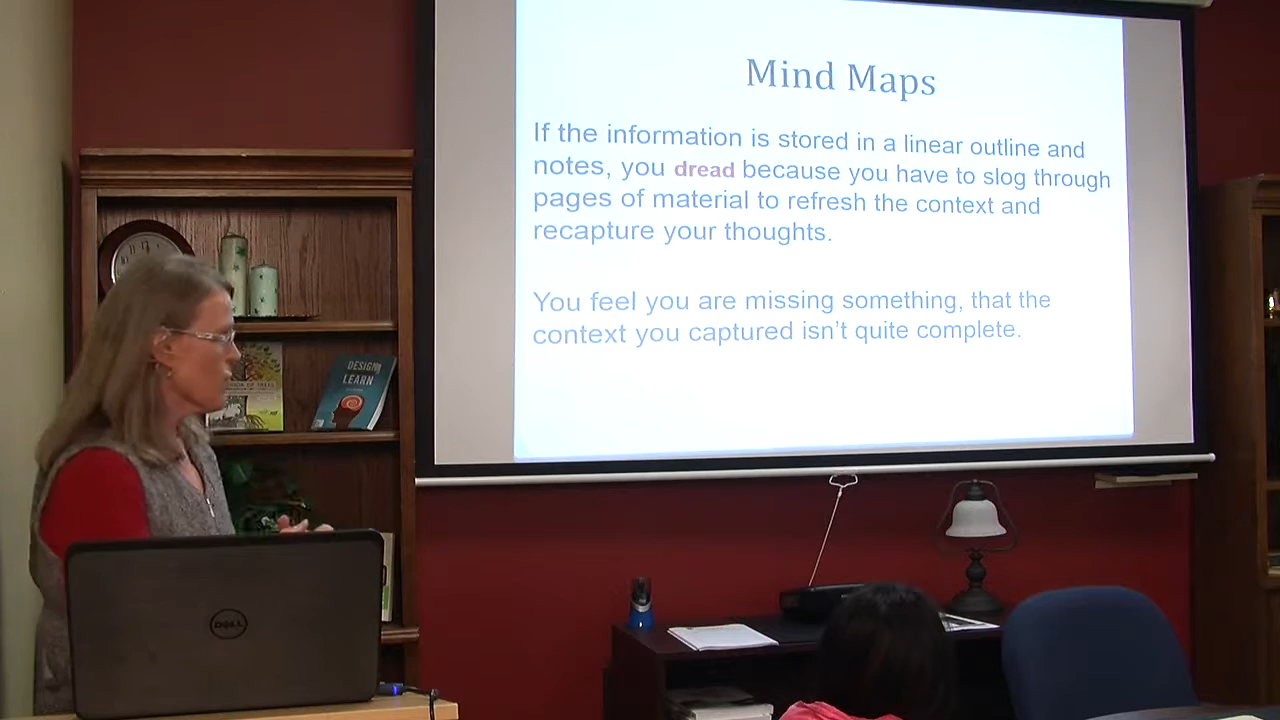 Mind Maps
If the information is stored in a linear outline and
notes, you dread because you have to slog through
pages of material to refresh the context and
recapture your thoughts.
You feel you are missing something, that the
context you captured isn't quite complete.
DESIGN
LEARN
DELL